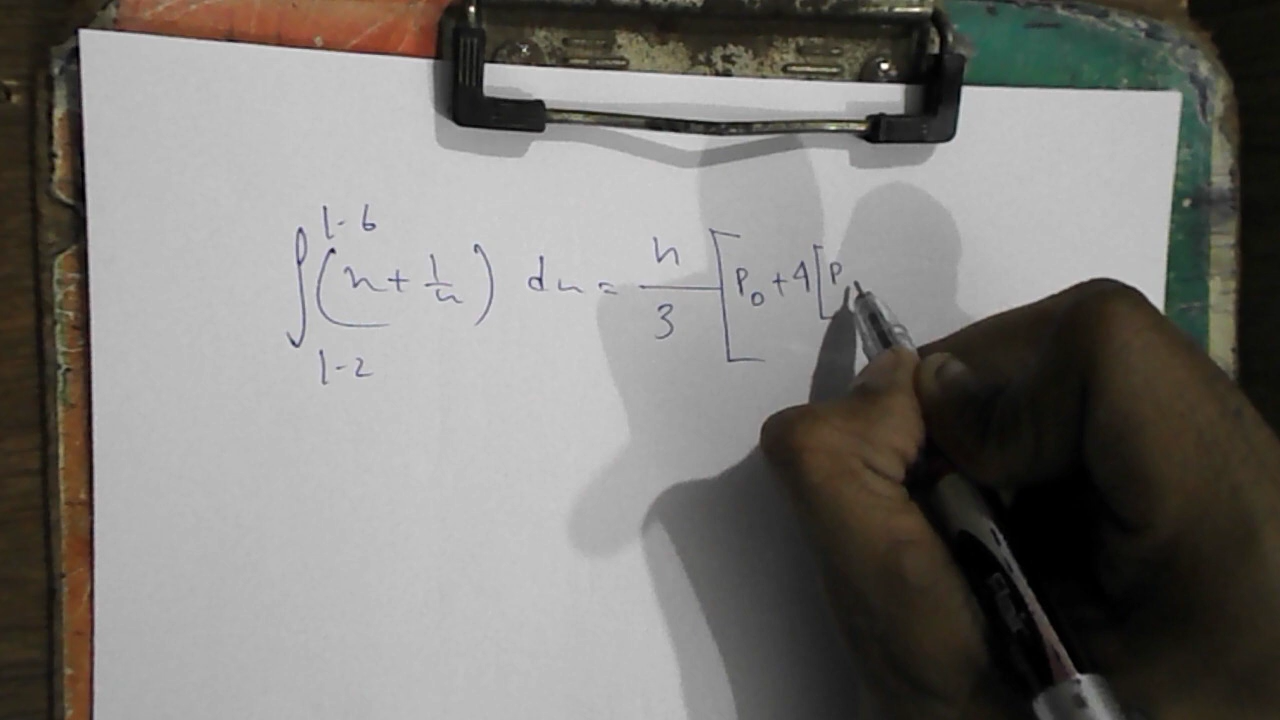 ∫_{1.2}^{1.6} (x + 1/x) dx = h/3 [P₀ + 4[P